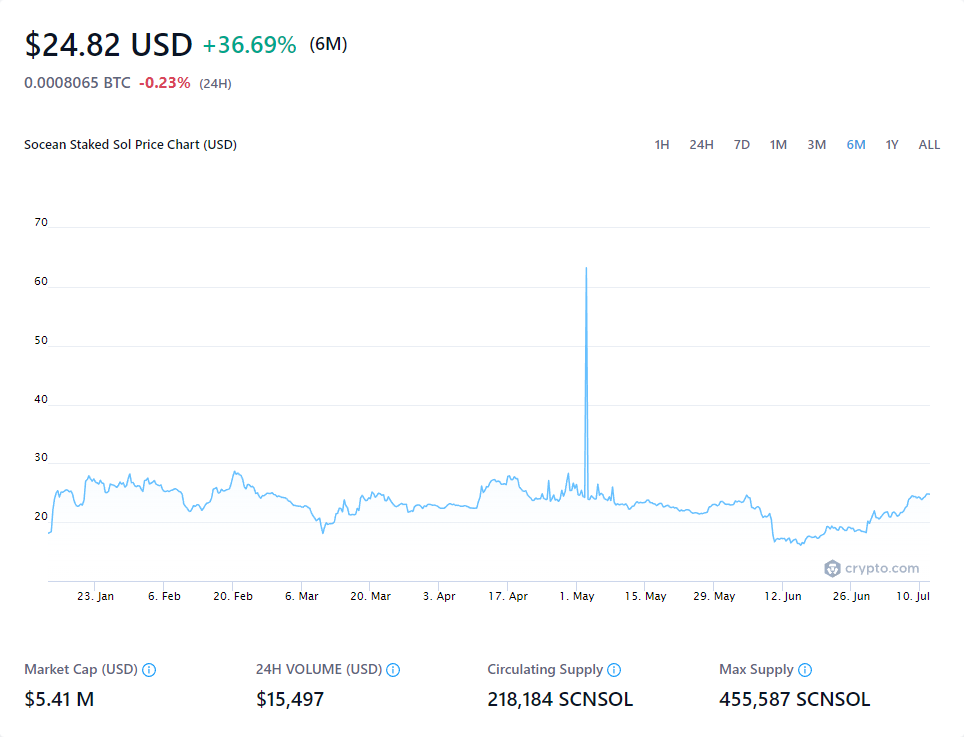 $24.82 USD +36.69% (6M)
0.0008065 BTC -0.23% (24H)
Socean Staked Sol Price Chart (USD) 1H 24H 7D 1M 3M 6M 1Y ALL
70
60
50
40
30
20
crypto.com
23. Jan 6. Feb 20. Feb 6. Mar 20. Mar 3. Apr 17. Apr 1. May 15. May 29. May 12. Jun 26. Jun 10. Jul
Market Cap (USD) 24H VOLUME (USD) Circulating Supply Max Supply
$5.41 M $15,497 218,184 SCNSOL 455,587 SCNSOL